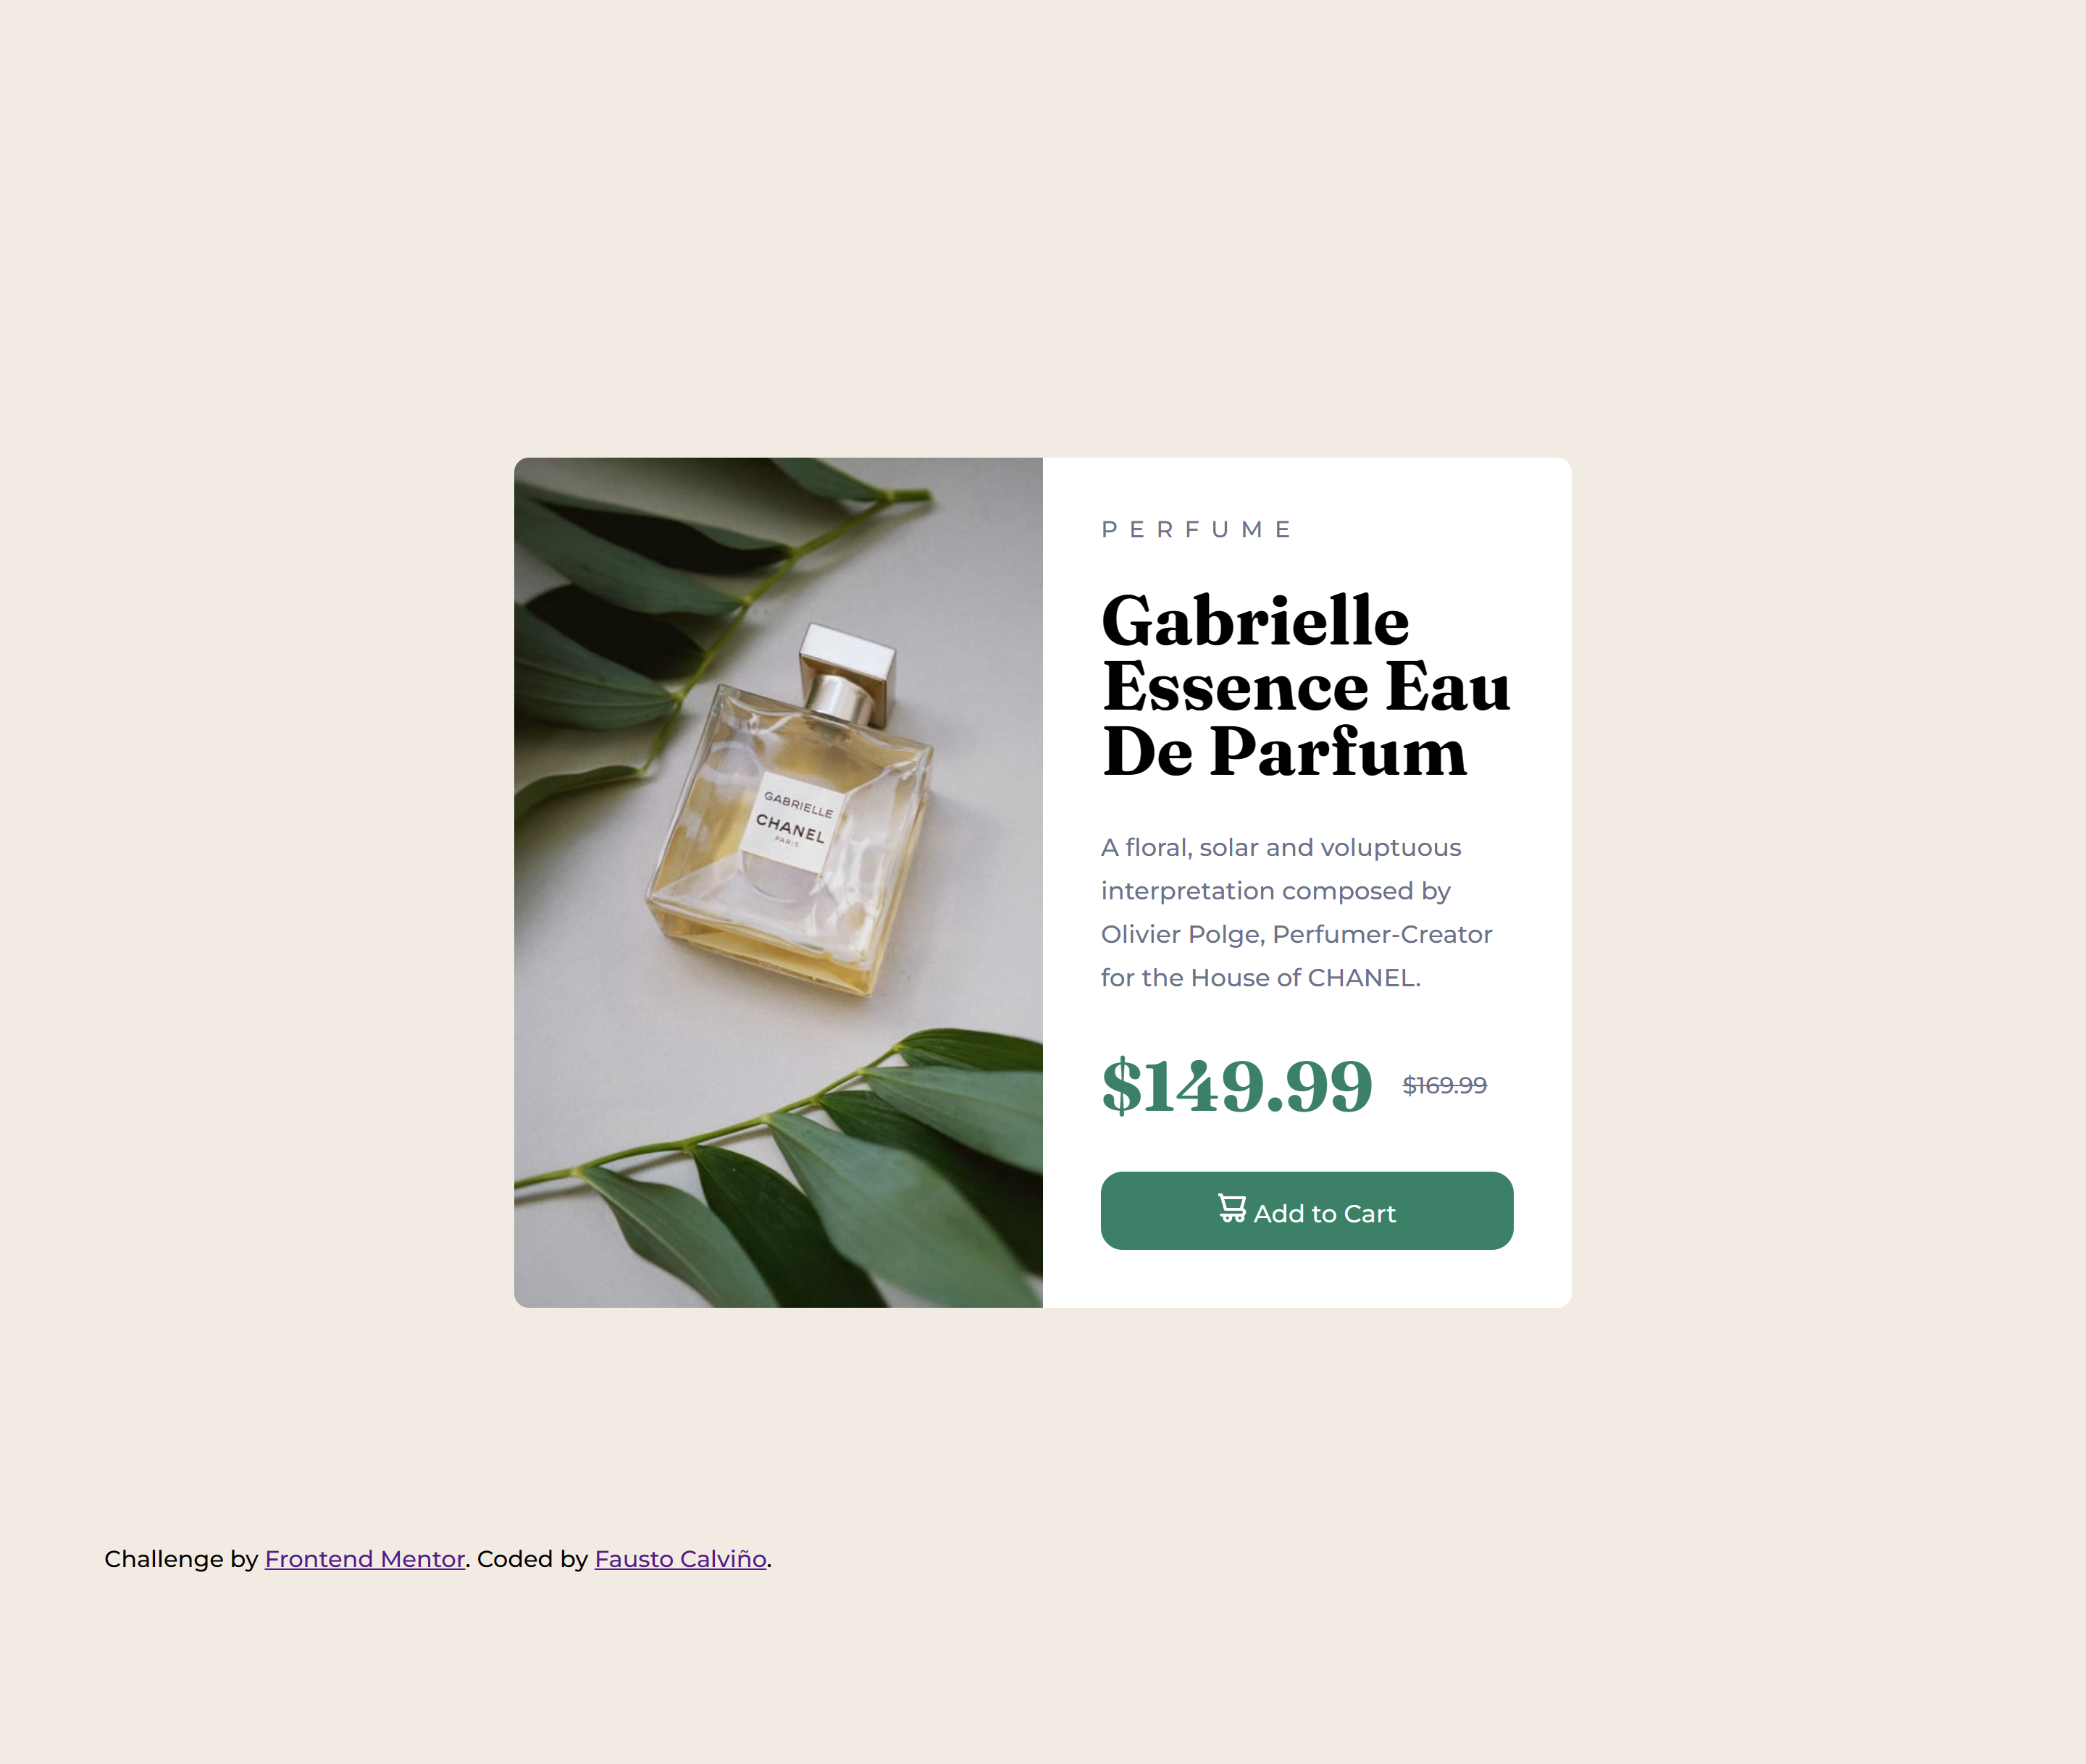 GABRIELLE
CHANEL
PARIS
PERFUME
Gabrielle
Essence Eau
De Parfum
A floral, solar and voluptuous
interpretation composed by
Olivier Polge, Perfumer-Creator
for the House of CHANEL.
$149.99 $169.99
Add to Cart
Challenge by Frontend Mentor. Coded by Fausto Calviño.